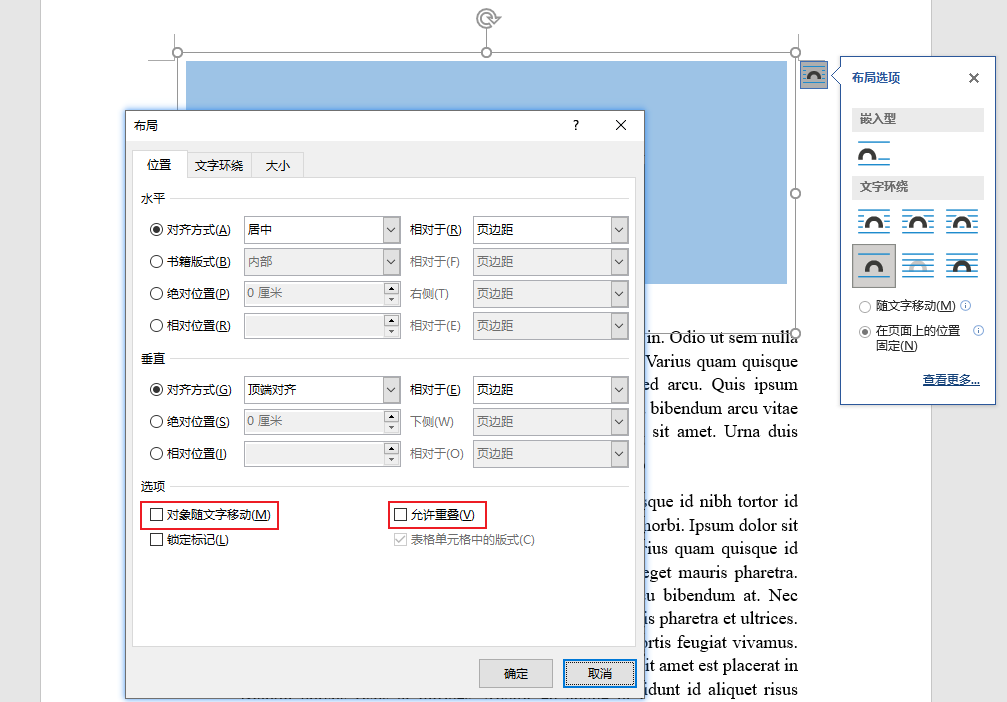 布局
? ×
位置 文字环绕 大小
水平
对齐方式(A) 居中 相对于(R) 页边距
书籍版式(B) 内部 相对于(F) 页边距
绝对位置(P) 0 厘米 右侧(T) 页边距
相对位置(R) 相对于(E) 页边距
垂直
对齐方式(G) 顶端对齐 相对于(E) 页边距
绝对位置(S) 0 厘米 下侧(W) 页边距
相对位置(I) 相对于(O) 页边距
选项
对象随文字移动(M) 允许重叠(V)
锁定标记(L) 表格单元格中的版式(C)
确定 取消
布局选项
嵌入型
文字环绕
随文字移动(M)
在页面上的位置
固定(N)
查看更多...
in. Odio ut sem nulla
Varius quam quisque
arcu. Quis ipsum
bibendum arcu vitae
sit amet. Urna duis
id nibh tortor id
Ipsum dolor sit
quam quisque id
eget mauris pharetra.
bibendum at. Nec
pharetra et ultrices.
feugiat vivamus.
amet est placerat in
id aliquet risus